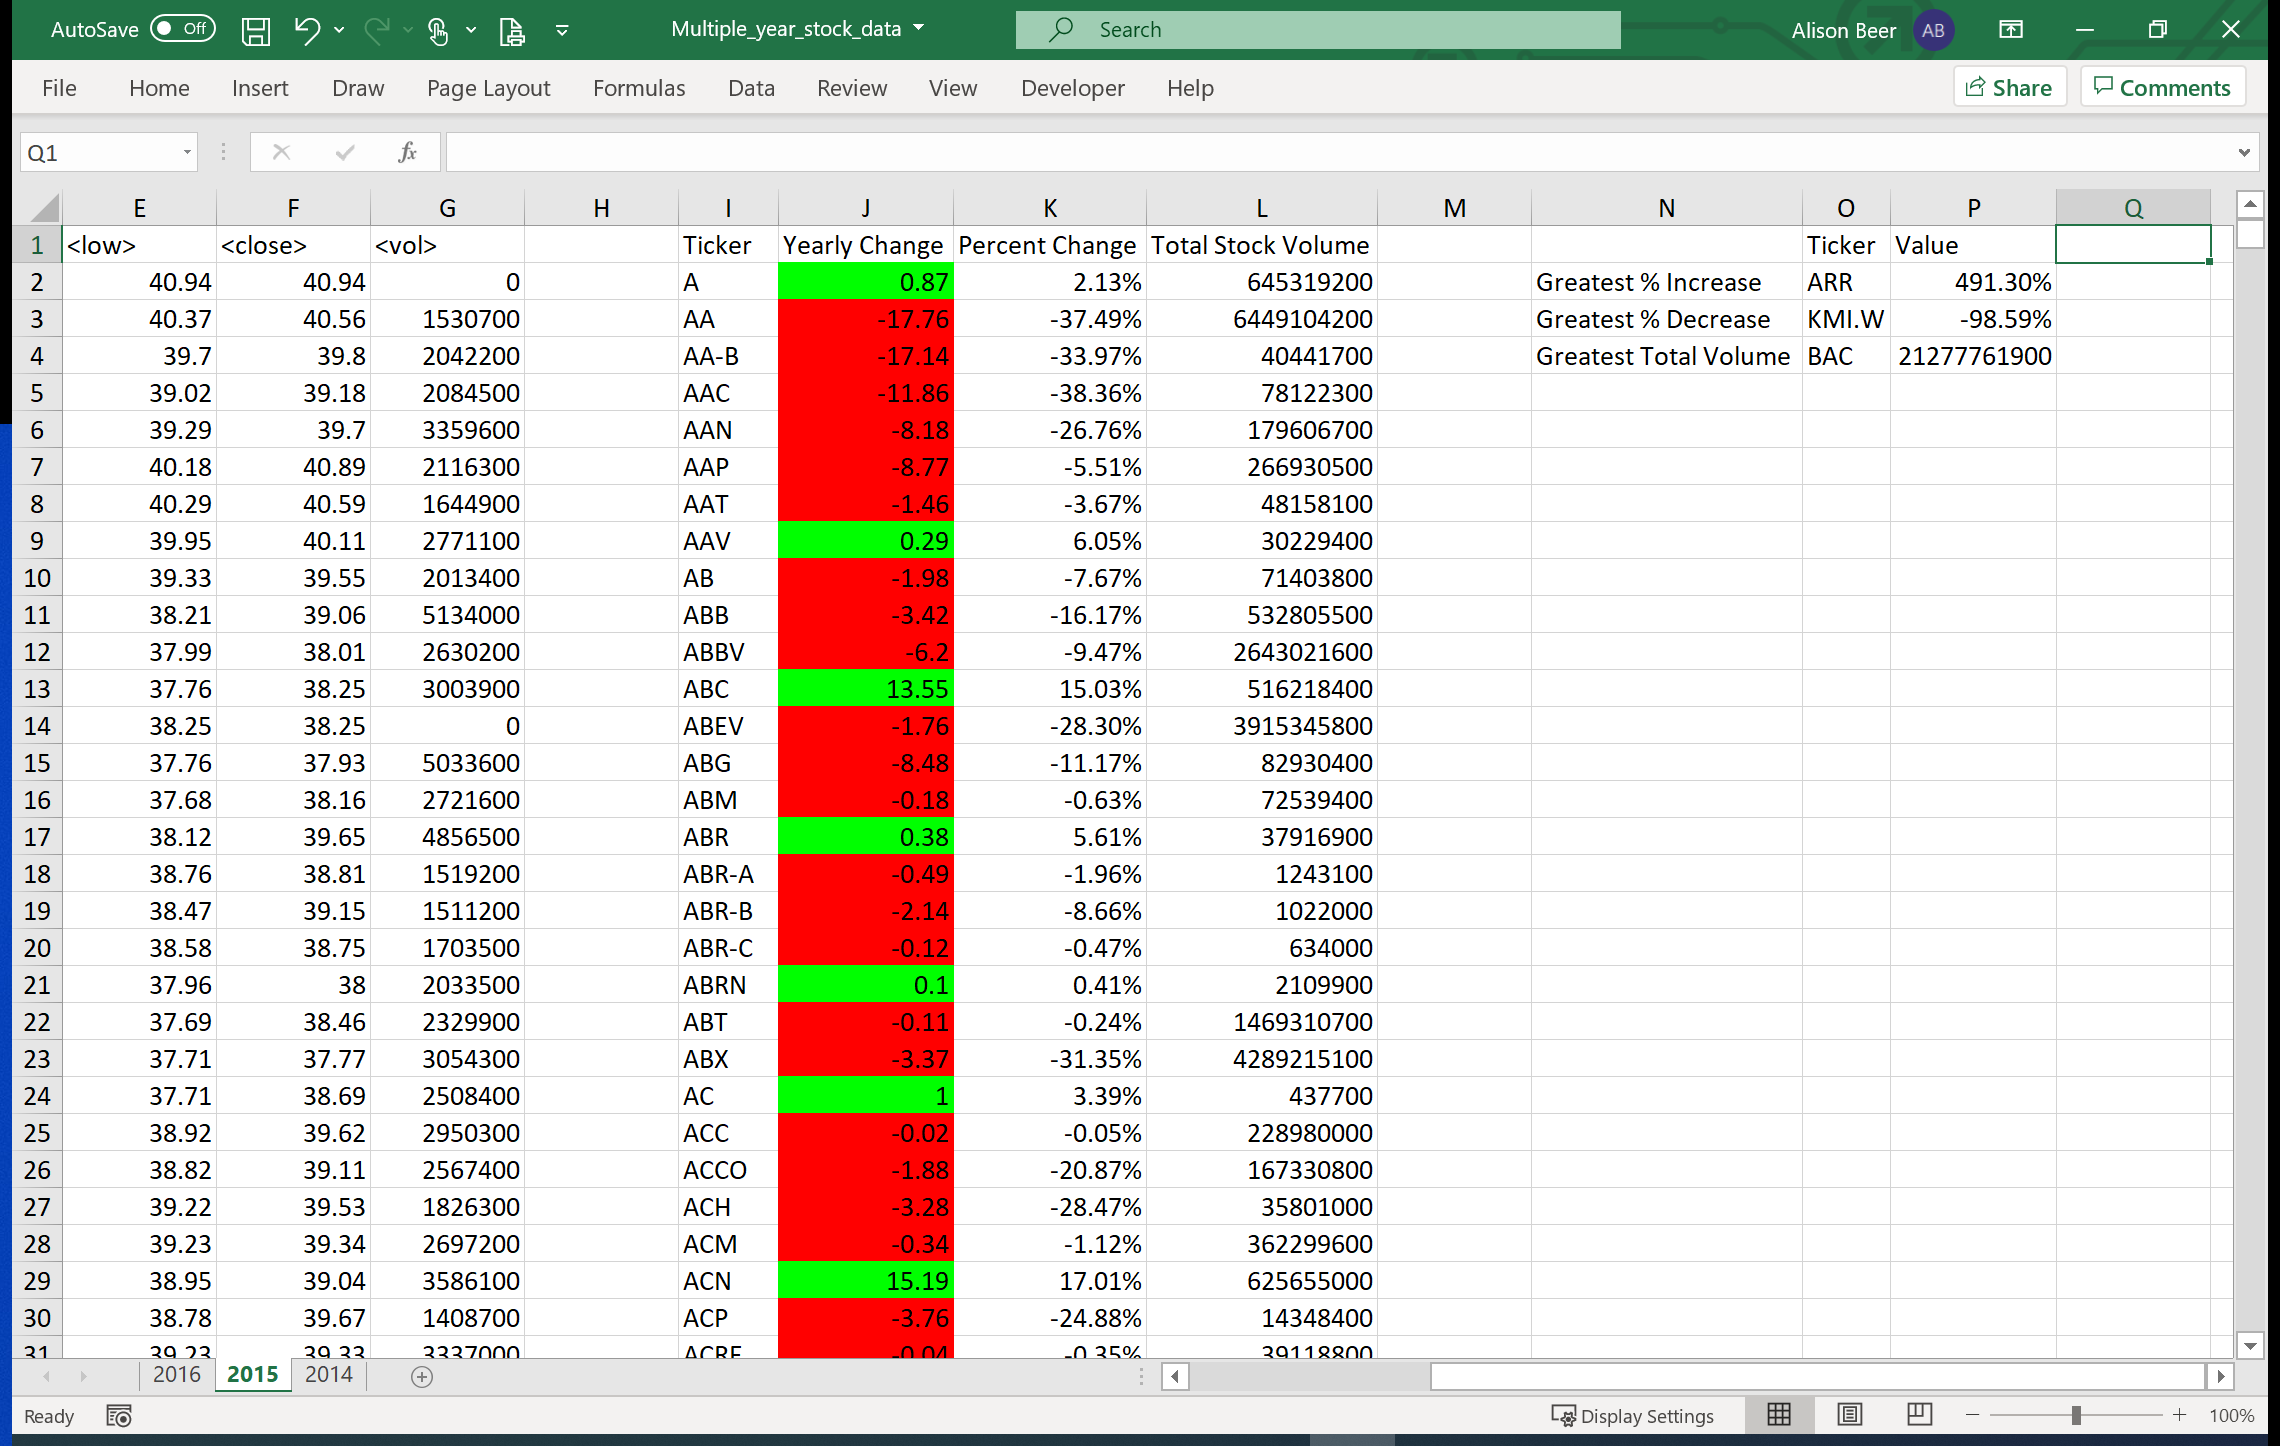 AutoSave Off Multiple_year_stock_data Search Alison Beer AB
File Home Insert Draw Page Layout Formulas Data Review View Developer Help Share Comments
Q1 fx
E F G H I J K L M N O P Q
1 <low> <close> <vol> Ticker Yearly Change Percent Change Total Stock Volume Ticker Value
2 40.94 40.94 0 A 0.87 2.13% 645319200 Greatest % Increase ARR 491.30%
3 40.37 40.56 1530700 AA -17.76 -37.49% 6449104200 Greatest % Decrease KMI.W -98.59%
4 39.7 39.8 2042200 AA-B -17.14 -33.97% 40441700 Greatest Total Volume BAC 21277761900
5 39.02 39.18 2084500 AAC -11.86 -38.36% 78122300
6 39.29 39.7 3359600 AAN -8.18 -26.76% 179606700
7 40.18 40.89 2116300 AAP -8.77 -5.51% 266930500
8 40.29 40.59 1644900 AAT -1.46 -3.67% 48158100
9 39.95 40.11 2771100 AAV 0.29 6.05% 30229400
10 39.33 39.55 2013400 AB -1.98 -7.67% 71403800
11 38.21 39.06 5134000 ABB -3.42 -16.17% 532805500
12 37.99 38.01 2630200 ABBV -6.2 -9.47% 2643021600
13 37.76 38.25 3003900 ABC 13.55 15.03% 516218400
14 38.25 38.25 0 ABEV -1.76 -28.30% 3915345800
15 37.76 37.93 5033600 ABG -8.48 -11.17% 82930400
16 37.68 38.16 2721600 ABM -0.18 -0.63% 72539400
17 38.12 39.65 4856500 ABR 0.38 5.61% 37916900
18 38.76 38.81 1519200 ABR-A -0.49 -1.96% 1243100
19 38.47 39.15 1511200 ABR-B -2.14 -8.66% 1022000
20 38.58 38.75 1703500 ABR-C -0.12 -0.47% 634000
21 37.96 38 2033500 ABRN 0.1 0.41% 2109900
22 37.69 38.46 2329900 ABT -0.11 -0.24% 1469310700
23 37.71 37.77 3054300 ABX -3.37 -31.35% 4289215100
24 37.71 38.69 2508400 AC 1 3.39% 437700
25 38.92 39.62 2950300 ACC -0.02 -0.05% 228980000
26 38.82 39.11 2567400 ACCO -1.88 -20.87% 167330800
27 39.22 39.53 1826300 ACH -3.28 -28.47% 35801000
28 39.23 39.34 2697200 ACM -0.34 -1.12% 362299600
29 38.95 39.04 3586100 ACN 15.19 17.01% 625655000
30 38.78 39.67 1408700 ACP -3.76 -24.88% 14348400
31 39.23 39.33 3337000 ACRE -0.04 -0.35% 39118800
2016 2015 2014
Ready Display Settings 100%